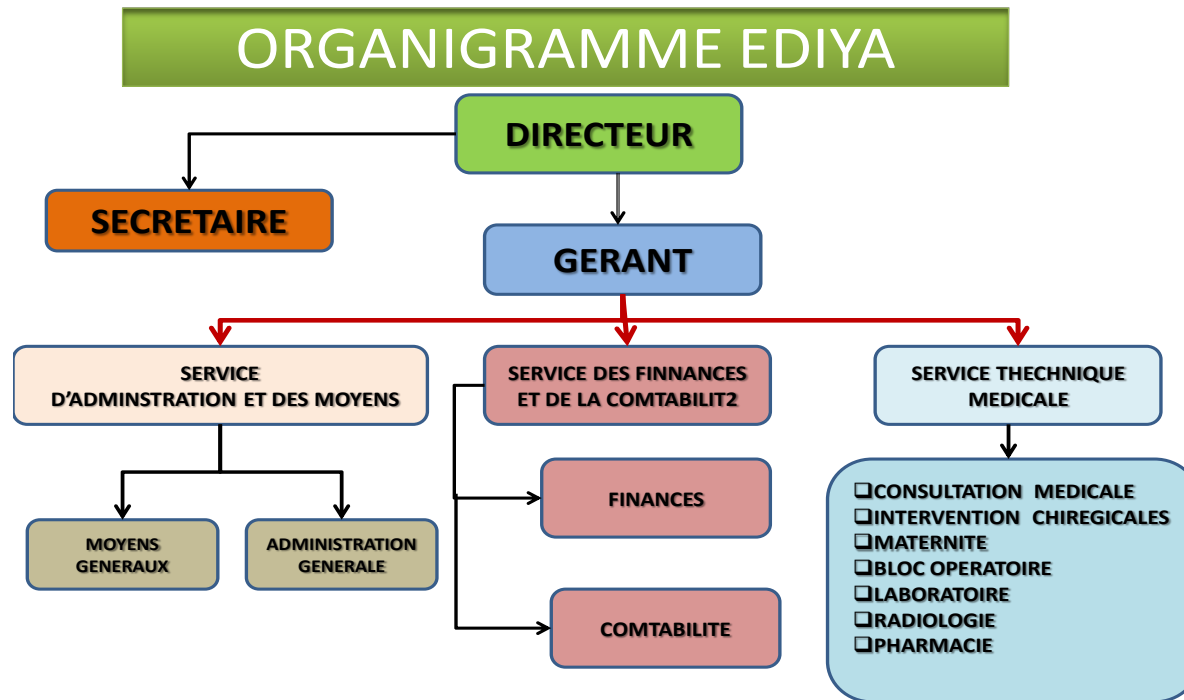 ORGANIGRAMME EDIYA
DIRECTEUR
SECRETAIRE
GERANT
SERVICE
D’ADMINSTRATION ET DES MOYENS
SERVICE DES FINNANCES
ET DE LA COMTABILIT2
SERVICE THECHNIQUE
MEDICALE
MOYENS
GENERAUX
ADMINISTRATION
GENERALE
FINANCES
COMTABILITE
❑CONSULTATION MEDICALE
❑INTERVENTION CHIREGICALES
❑MATERNITE
❑BLOC OPERATOIRE
❑LABORATOIRE
❑RADIOLOGIE
❑PHARMACIE